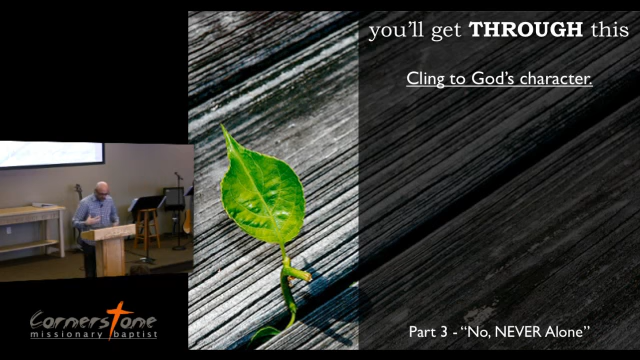 you'll get THROUGH this
Cling to God's character.
Cornerstone
missionary baptist
Part 3 - “No, NEVER Alone”